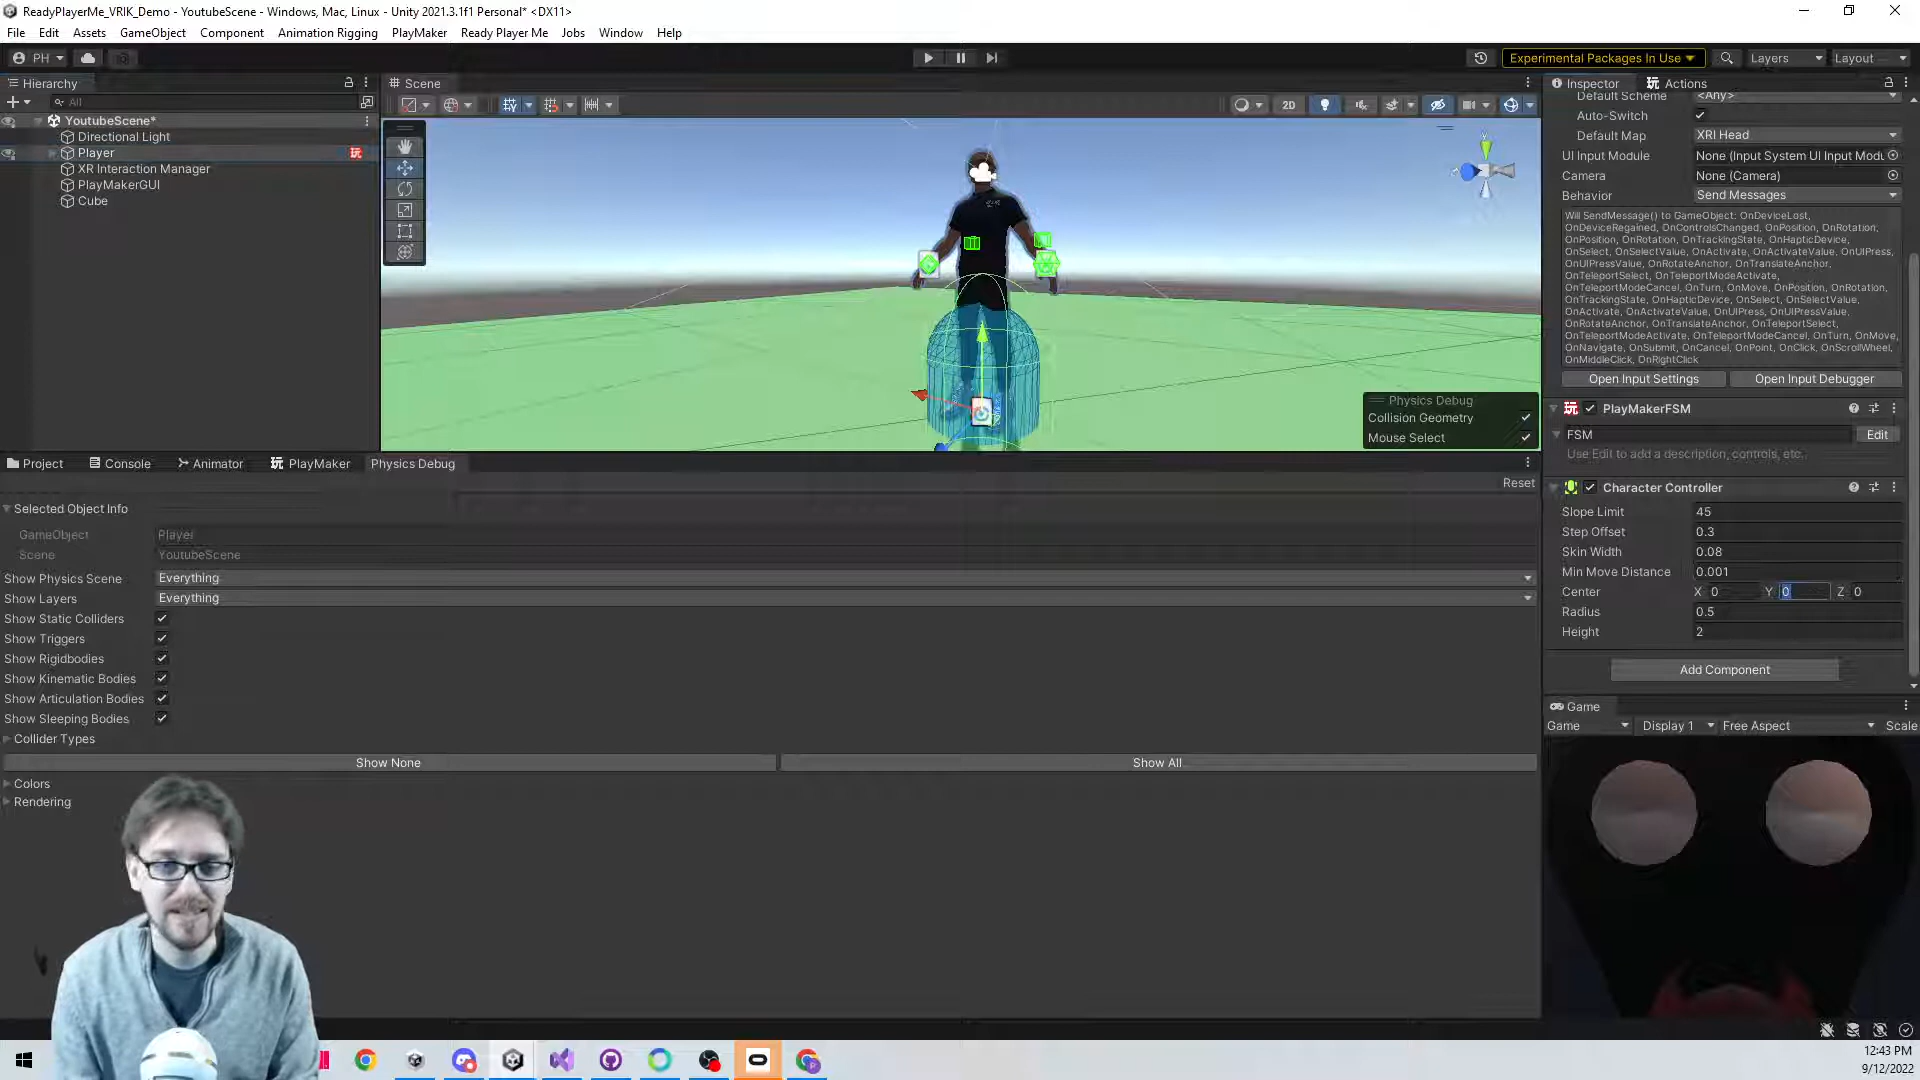 ReadyPlayerMe_VRIK_Demo - YoutubeScene - Windows, Mac, Linux - Unity 2021.3.1f1 Personal* <DX11>
File Edit Assets GameObject Component Animation Rigging PlayMaker Ready Player Me Jobs Window Help
PH Experimental Packages In Use Layers Layout
Hierarchy
All
YoutubeScene*
Directional Light
Player
XR Interaction Manager
PlayMakerGUI
Cube
Scene
2D
Physics Debug
Collision Geometry
Mouse Select
Inspector Actions
Default Scheme <Any>
Auto-Switch
Default Map XRI Head
UI Input Module None (Input System UI Input Modu
Camera None (Camera)
Behavior Send Messages
Will SendMessage() to GameObject: OnDeviceLost,
OnDeviceRegained, OnControlsChanged, OnPosition, OnRotation,
OnPosition, OnRotation, OnTrackingState, OnHapticDevice,
OnSelect, OnSelectValue, OnActivate, OnActivateValue, OnUIPress,
OnUIPressValue, OnRotateAnchor, OnTranslateAnchor,
OnTeleportSelect, OnTeleportModeActivate,
OnTeleportModeCancel, OnTurn, OnMove, OnPosition, OnRotation,
OnTrackingState, OnHapticDevice, OnSelect, OnSelectValue,
OnActivate, OnActivateValue, OnUIPress, OnUIPressValue,
OnRotateAnchor, OnTranslateAnchor, OnTeleportSelect,
OnTeleportModeActivate, OnTeleportModeCancel, OnTurn, OnMove,
OnNavigate, OnSubmit, OnCancel, OnPoint, OnClick, OnScrollWheel,
OnMiddleClick, OnRightClick
Open Input Settings Open Input Debugger
PlayMakerFSM
FSM Edit
Use Edit to add a description, controls, etc..
Character Controller
Slope Limit 45
Step Offset 0.3
Skin Width 0.08
Min Move Distance 0.001
Center X 0 Y 0 Z 0
Radius 0.5
Height 2
Add Component
Game
Game Display 1 Free Aspect Scale
Project Console Animator PlayMaker Physics Debug
Reset
Selected Object Info
GameObject Player
Scene YoutubeScene
Show Physics Scene Everything
Show Layers Everything
Show Static Colliders
Show Triggers
Show Rigidbodies
Show Kinematic Bodies
Show Articulation Bodies
Show Sleeping Bodies
Collider Types
Show None Show All
Colors
Rendering
12:43 PM
9/12/2022